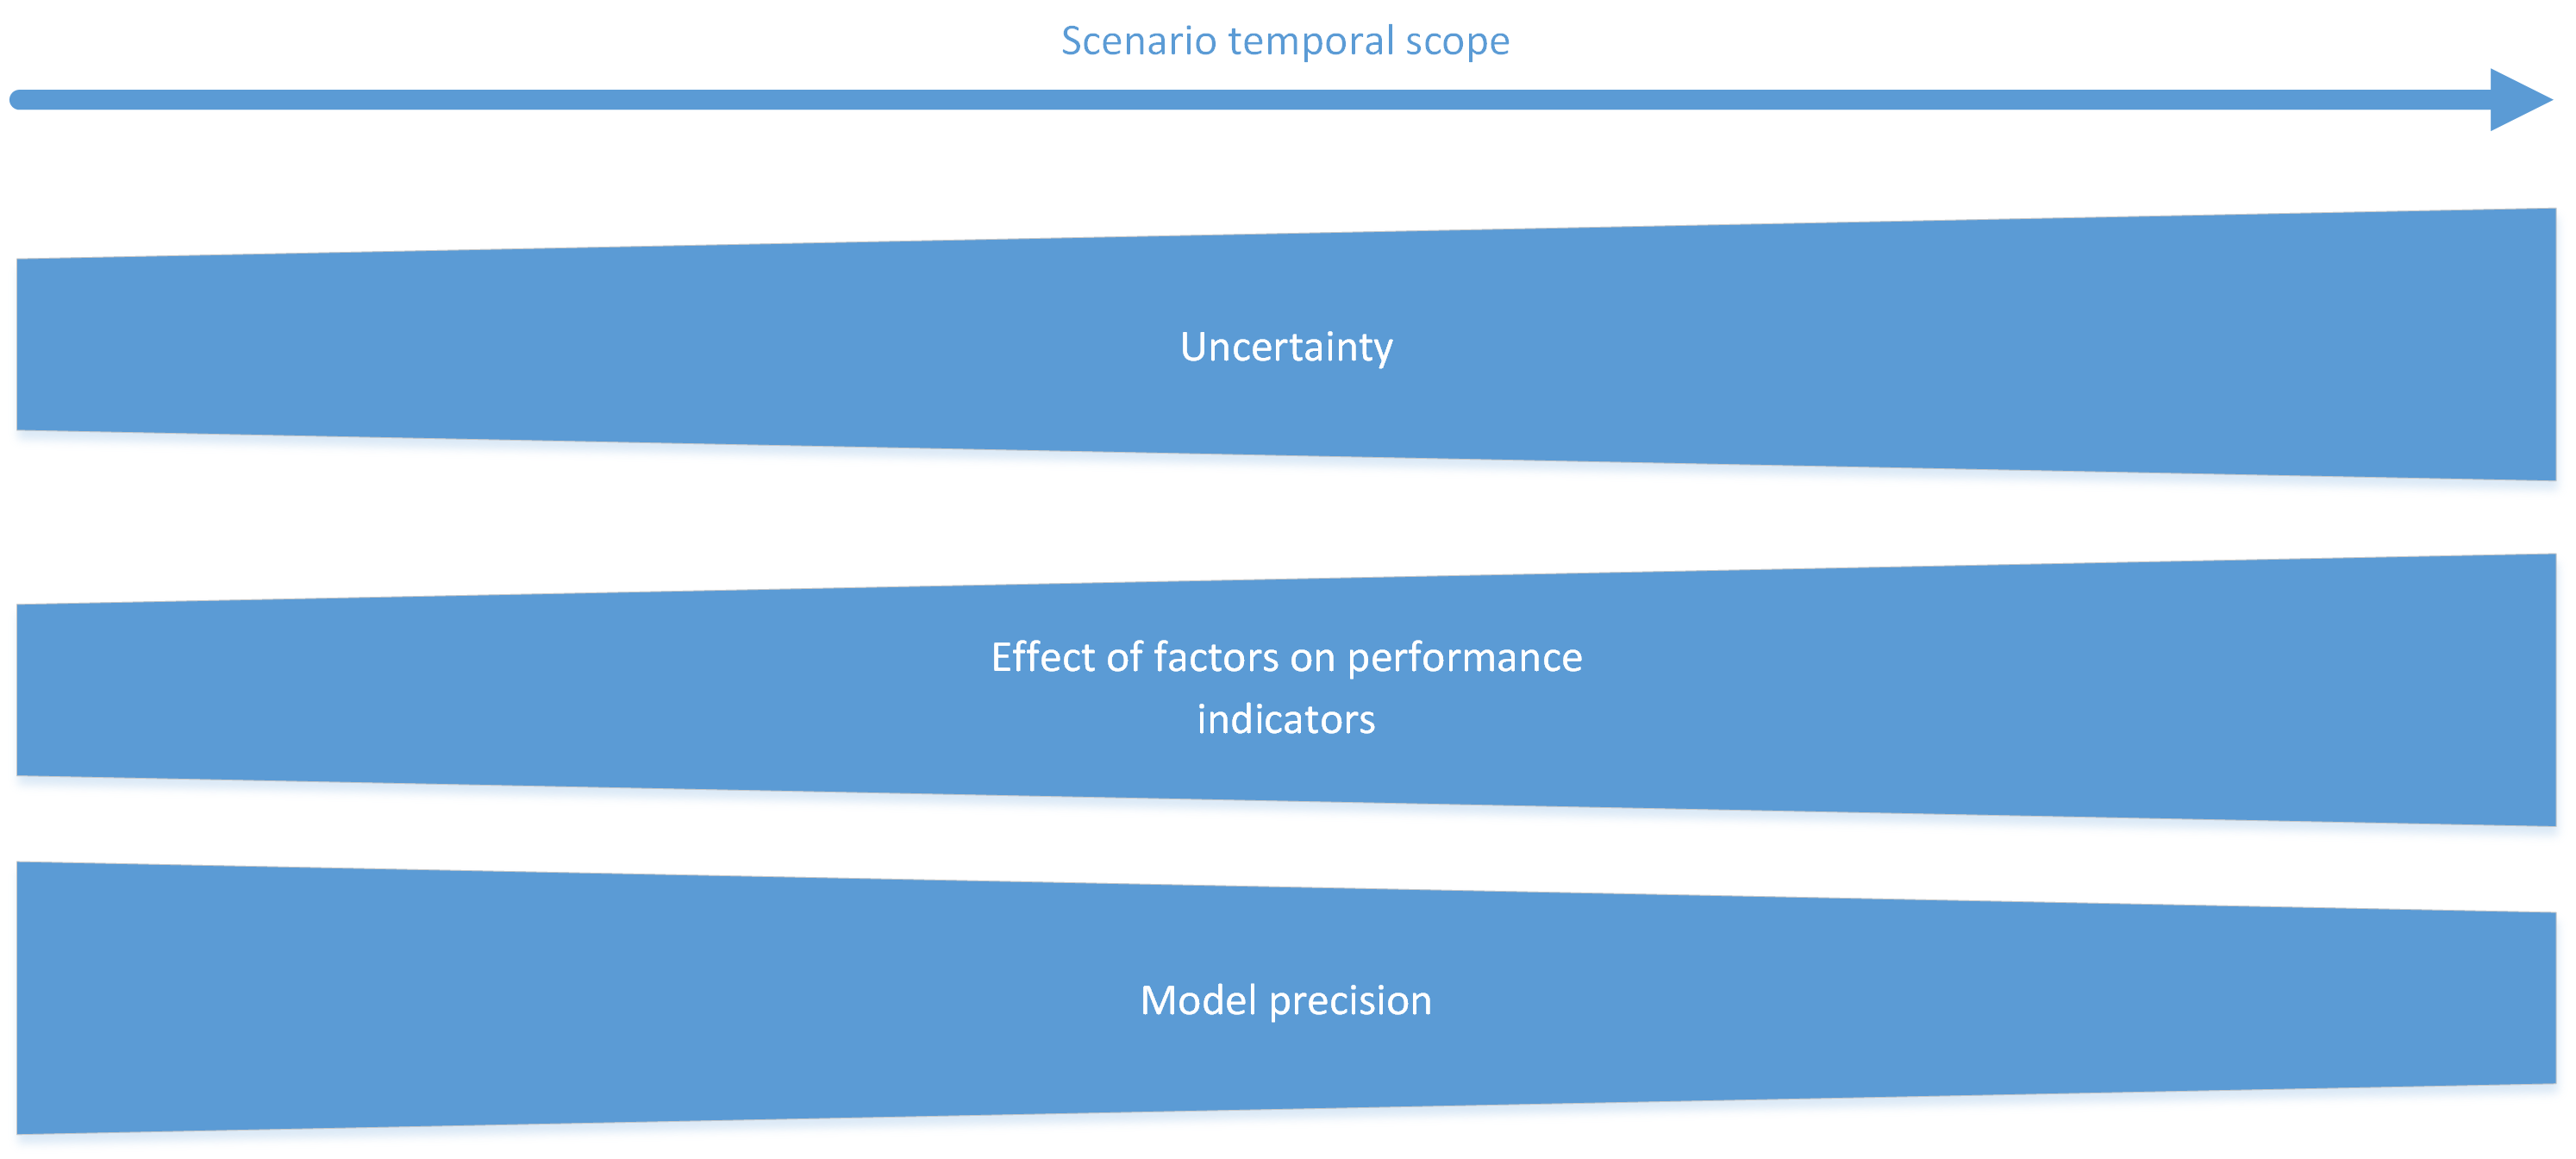 Scenario temporal scope
Uncertainty
Effect of factors on performance
indicators
Model precision